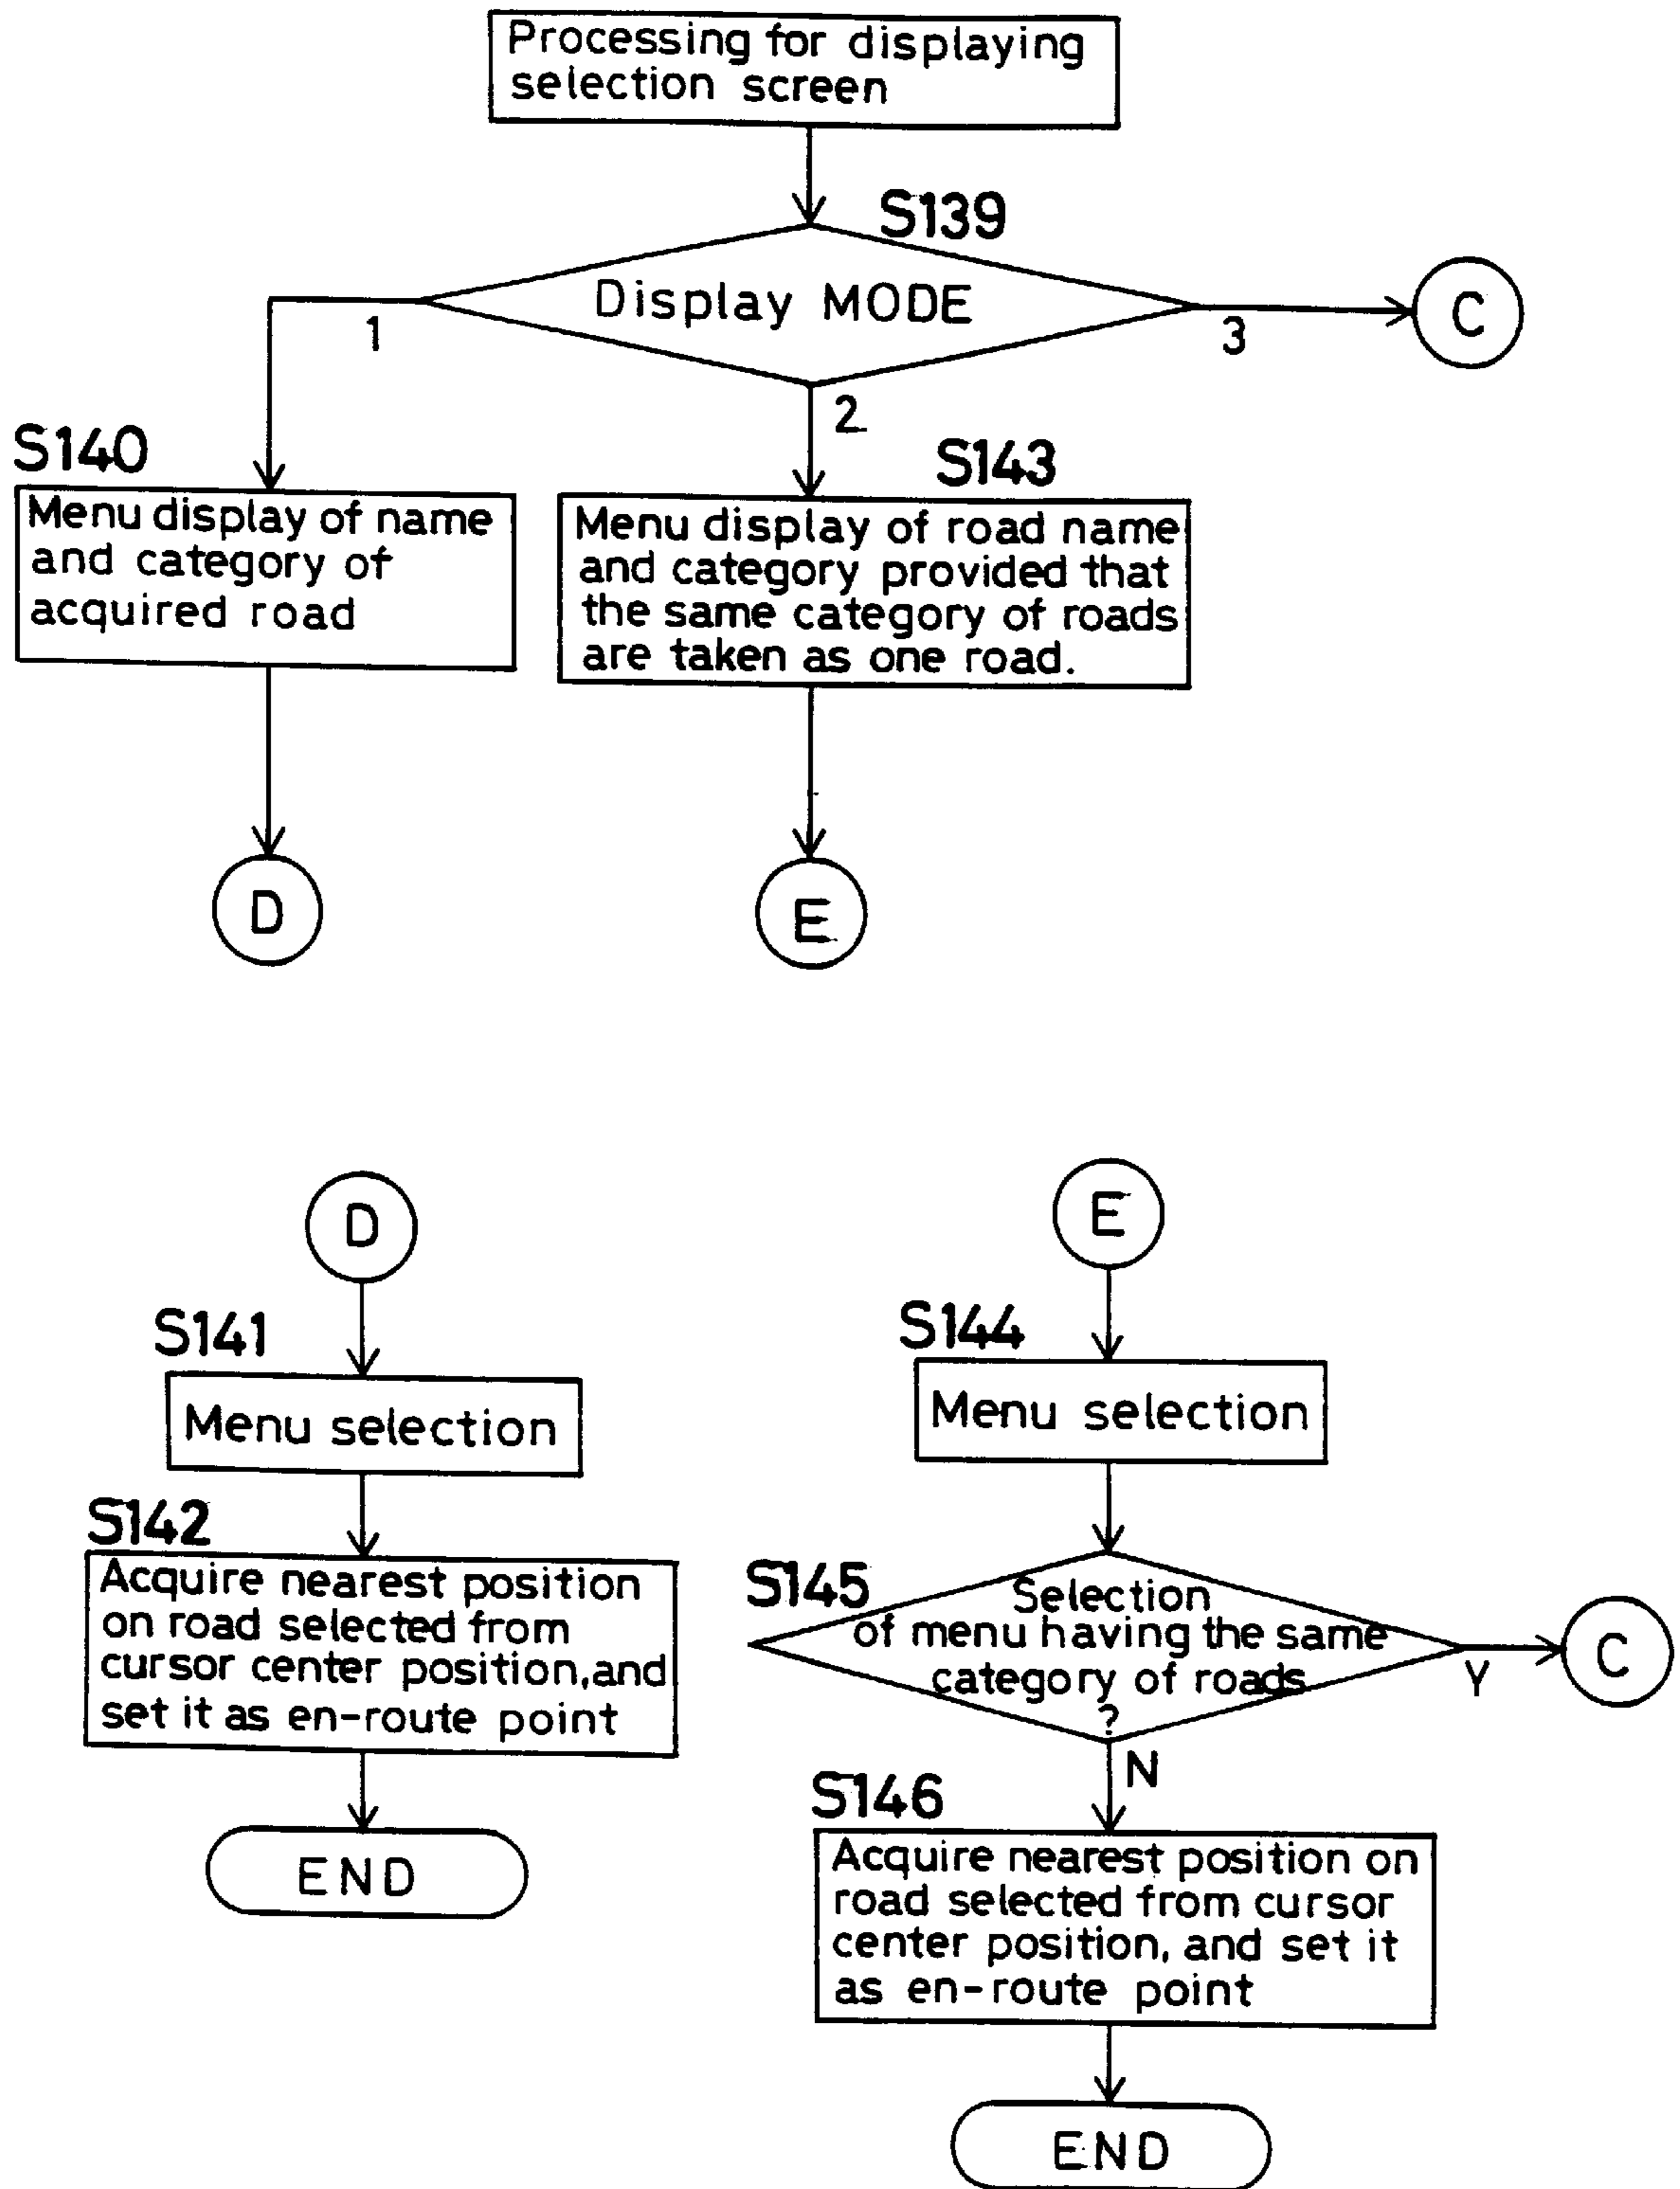 Processing for displaying
selection screen
S139
Display MODE
1
2
3
C
S140
Menu display of name
and category of
acquired road
S143
Menu display of road name
and category provided that
the same category of roads
are taken as one road.
D
E
D
S141
Menu selection
S142
Acquire nearest position
on road selected from
cursor center position, and
set it as en-route point
END
E
S144
Menu selection
S145
Selection
of menu having the same
category of roads
?
Y
C
N
S146
Acquire nearest position on
road selected from cursor
center position, and set it
as en-route point
END